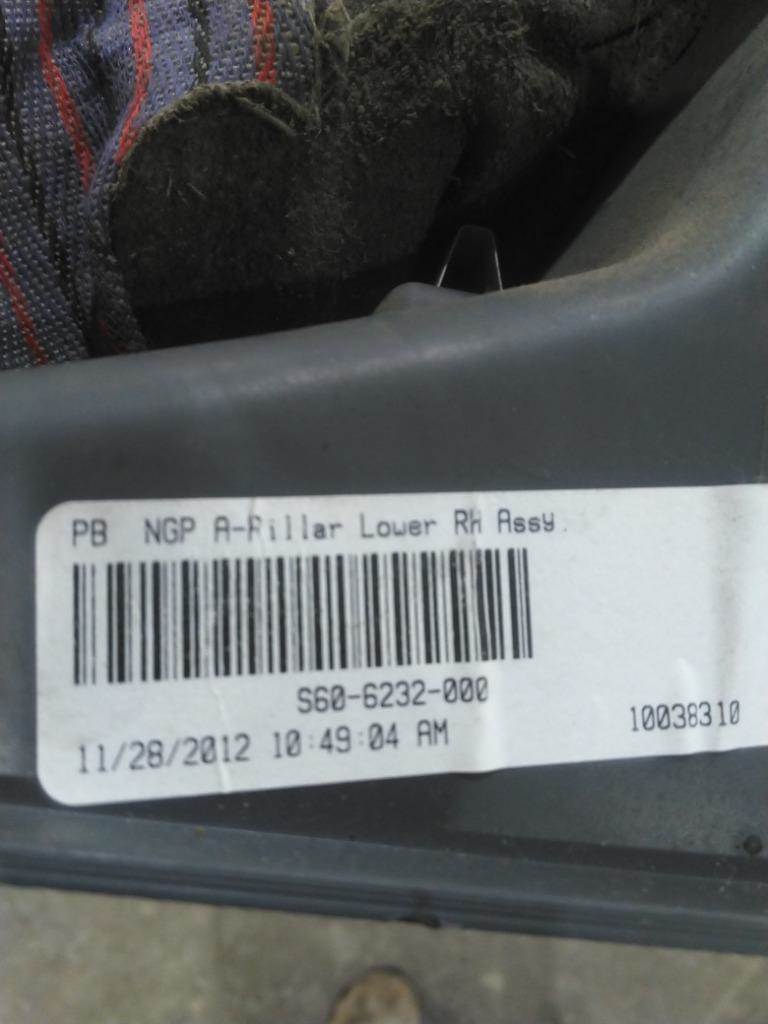 PB NGP A-Pillar Lower RH Assy.
S60-6232-000
11/28/2012 10:49:04 AM
10038310